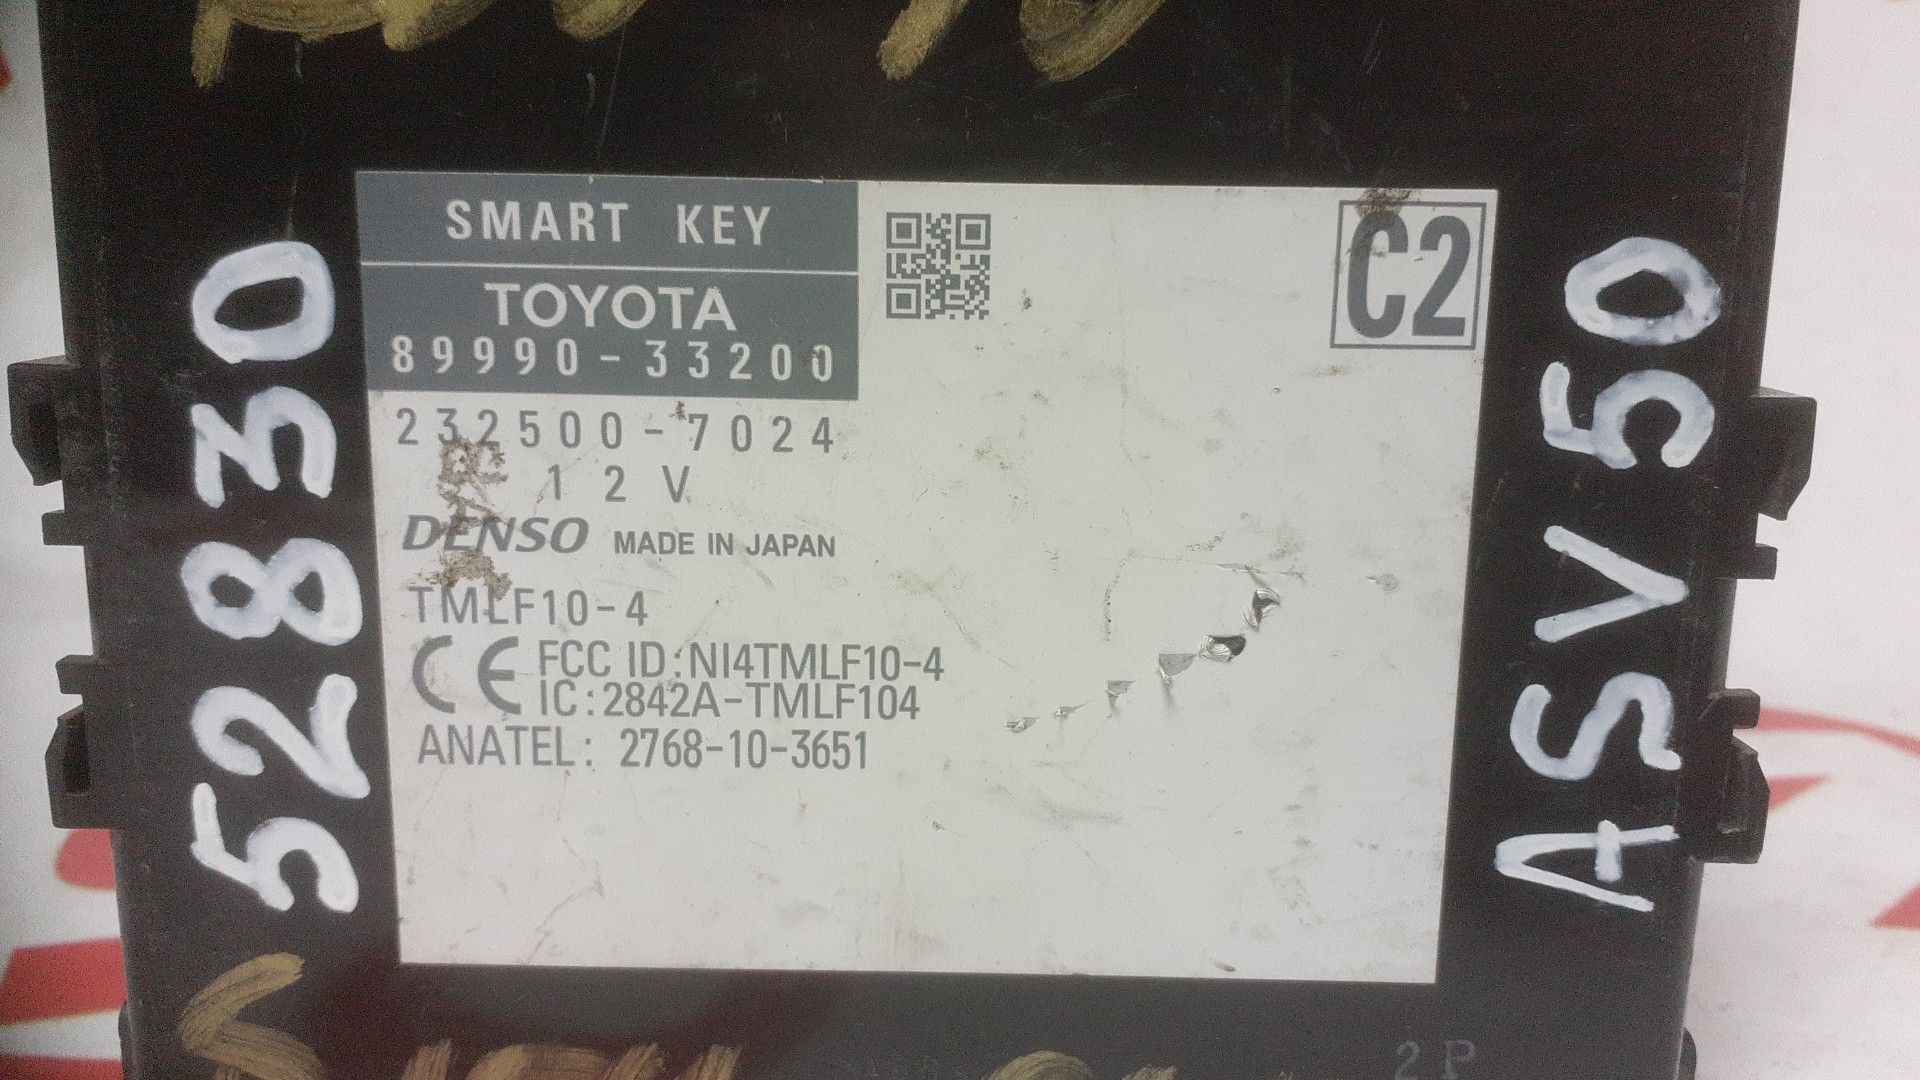 SMART KEY
TOYOTA
89990-33200
C2
232500-7024
12V
DENSO MADE IN JAPAN
TMLF10-4
CE FCC ID:NI4TMLF10-4
IC:2842A-TMLF104
ANATEL: 2768-10-3651
52830
ASV50
2P